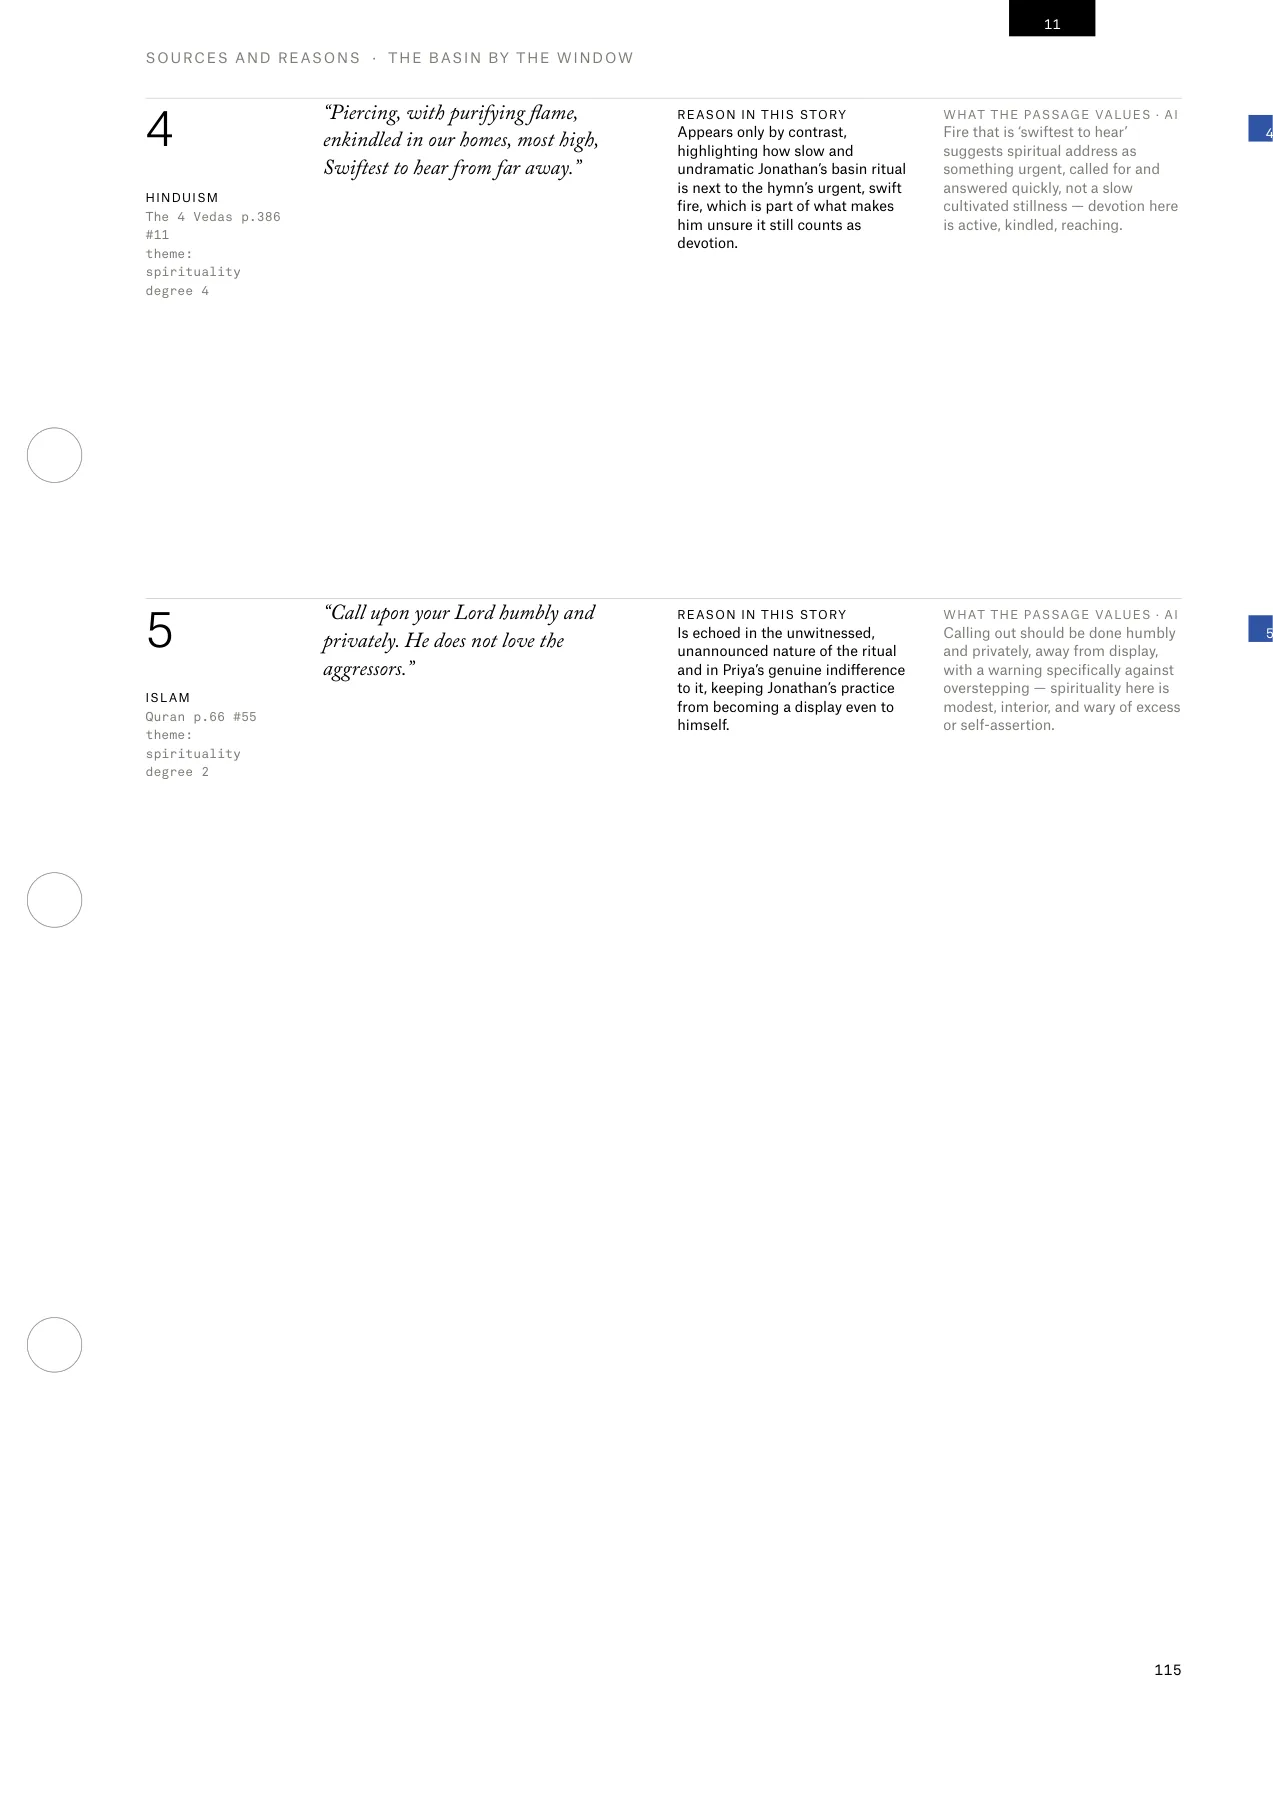 11
SOURCES AND REASONS · THE BASIN BY THE WINDOW
4
HINDUISM
The 4 Vedas p.386
#11
theme:
spirituality
degree 4
“Piercing, with purifying flame,
enkindled in our homes, most high,
Swiftest to hear from far away.”
REASON IN THIS STORY
Appears only by contrast,
highlighting how slow and
undramatic Jonathan’s basin ritual
is next to the hymn’s urgent, swift
fire, which is part of what makes
him unsure it still counts as
devotion.
WHAT THE PASSAGE VALUES · AI
Fire that is ‘swiftest to hear’
suggests spiritual address as
something urgent, called for and
answered quickly, not a slow
cultivated stillness — devotion here
is active, kindled, reaching.
4
5
ISLAM
Quran p.66 #55
theme:
spirituality
degree 2
“Call upon your Lord humbly and
privately. He does not love the
aggressors.”
REASON IN THIS STORY
Is echoed in the unwitnessed,
unannounced nature of the ritual
and in Priya’s genuine indifference
to it, keeping Jonathan’s practice
from becoming a display even to
himself.
WHAT THE PASSAGE VALUES · AI
Calling out should be done humbly
and privately, away from display,
with a warning specifically against
overstepping — spirituality here is
modest, interior, and wary of excess
or self-assertion.
5
115